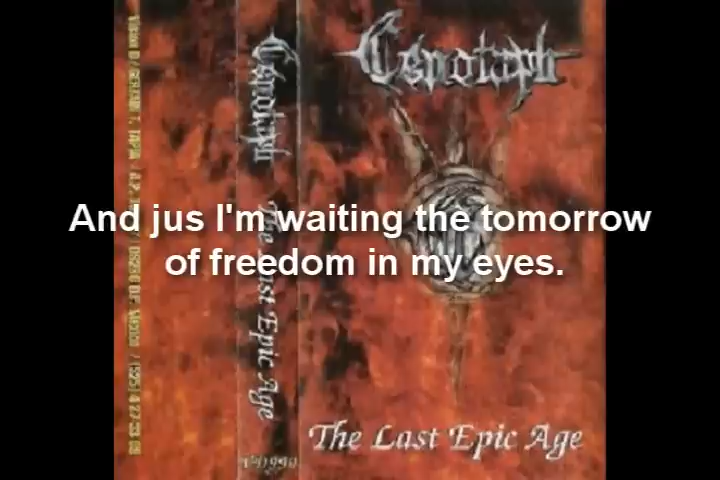 Cenotaph
Cenotaph
The Last Epic Age
And jus I'm waiting the tomorrow
of freedom in my eyes.
The Last Epic Age